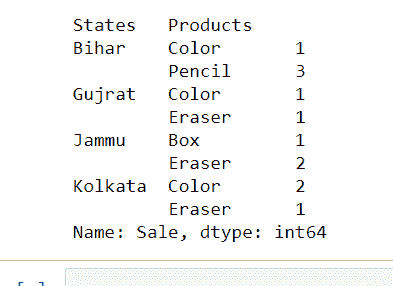 States   Products
Bihar    Color       1
         Pencil      3
Gujrat   Color       1
         Eraser      1
Jammu    Box         1
         Eraser      2
Kolkata  Color       2
         Eraser      1
Name: Sale, dtype: int64